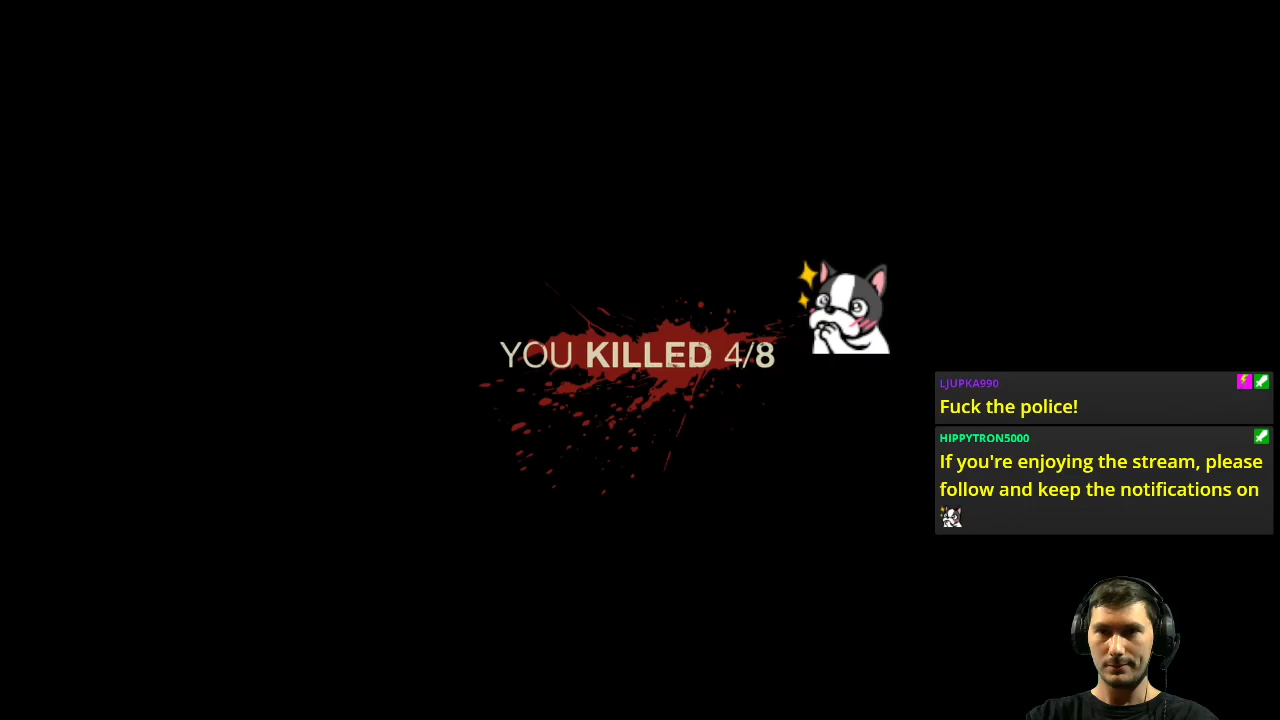 YOU KILLED 4/8
LJUPKA990
Fuck the police!
HIPPYTRON5000
If you're enjoying the stream, please
follow and keep the notifications on